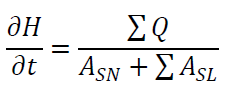 ∂H/∂t = ∑Q / (A_SN + ∑A_SL)